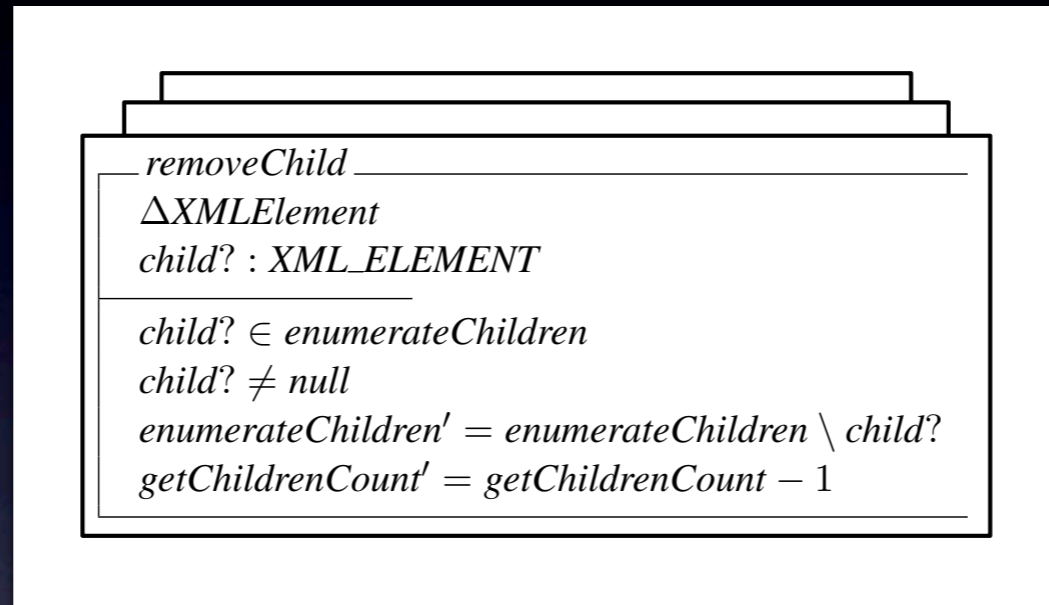 removeChild
ΔXMLElement
child? : XML_ELEMENT
child? ∈ enumerateChildren
child? ≠ null
enumerateChildren′ = enumerateChildren \ child?
getChildrenCount′ = getChildrenCount − 1